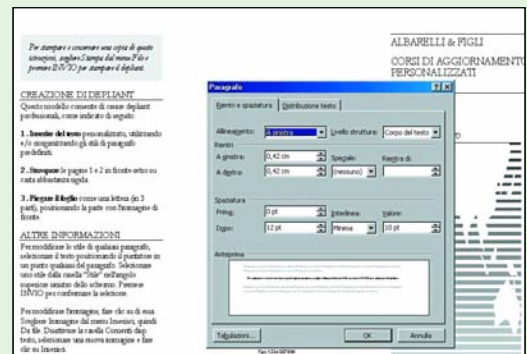 Per stampare e conservare una copia di queste
istruzioni, scegliere Stampa dal menu File e
premere INVIO per stampare il depliant.
CREAZIONE DI DEPLIANT
Questo modello consente di creare depliant
professionali, come indicato di seguito:
1. Inserire del testo personalizzato, utilizzando
e/o riorganizzando gli stili di paragrafo
predefiniti.
2. Stampare le pagine 1 e 2 in fronte-retro su
carta abbastanza rigida.
3. Piegare il foglio come una lettera (in 3
parti), posizionando la parte con l'immagine di
fronte.
ALTRE INFORMAZIONI
Per modificare lo stile di qualsiasi paragrafo,
selezionare il testo posizionando il puntatore in
un punto qualsiasi del paragrafo. Selezionare
uno stile dalla casella "Stile" nell'angolo
superiore sinistro dello schermo. Premere
INVIO per confermare la selezione.
Per modificare l'immagine, fare clic su di essa.
Scegliere Immagine dal menu Inserisci, quindi
Da file. Disattivare la casella Converti dopo
testo, selezionare una nuova immagine e fare
clic su Inserisci.
ALBARELLI & FIGLI
CORSI DI AGGIORNAMENTO
PERSONALIZZATI
Paragrafo
Rientri e spaziatura Distribuzione testo
Allineamento: A sinistra Livello struttura: Corpo del testo
Rientri
A sinistra: 0,42 cm Speciale: Rientra di:
A destra: 0,42 cm (nessuno)
Spaziatura
Prima: 0 pt Interlinea: Valore:
Dopo: 12 pt Minima 10 pt
Anteprima
Tabulazioni... OK Annulla